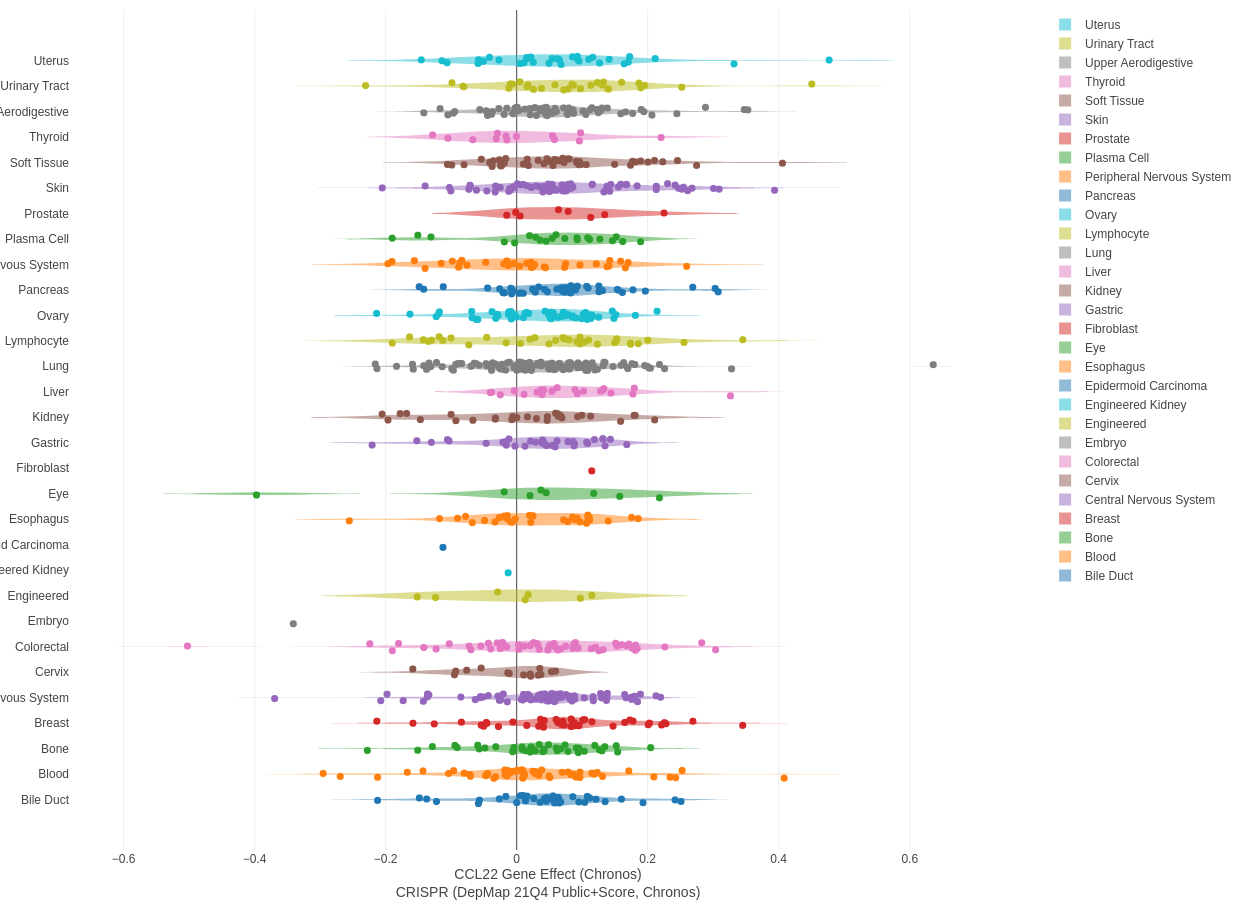 Uterus
Urinary Tract
Aerodigestive
Thyroid
Soft Tissue
Skin
Prostate
Plasma Cell
vous System
Pancreas
Ovary
Lymphocyte
Lung
Liver
Kidney
Gastric
Fibroblast
Eye
Esophagus
id Carcinoma
neered Kidney
Engineered
Embryo
Colorectal
Cervix
vous System
Breast
Bone
Blood
Bile Duct
−0.6 −0.4 −0.2 0 0.2 0.4 0.6
CCL22 Gene Effect (Chronos)
CRISPR (DepMap 21Q4 Public+Score, Chronos)
Uterus
Urinary Tract
Upper Aerodigestive
Thyroid
Soft Tissue
Skin
Prostate
Plasma Cell
Peripheral Nervous System
Pancreas
Ovary
Lymphocyte
Lung
Liver
Kidney
Gastric
Fibroblast
Eye
Esophagus
Epidermoid Carcinoma
Engineered Kidney
Engineered
Embryo
Colorectal
Cervix
Central Nervous System
Breast
Bone
Blood
Bile Duct